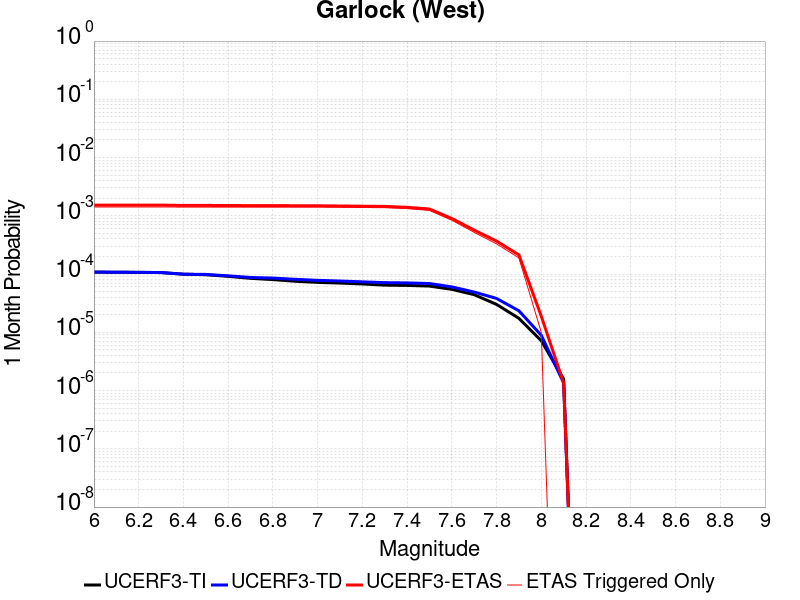 Garlock (West)
10^0
10^-1
10^-2
10^-3
10^-4
10^-5
10^-6
10^-7
10^-8
1 Month Probability
6 6.2 6.4 6.6 6.8 7 7.2 7.4 7.6 7.8 8 8.2 8.4 8.6 8.8 9
Magnitude
UCERF3-TI UCERF3-TD UCERF3-ETAS ETAS Triggered Only